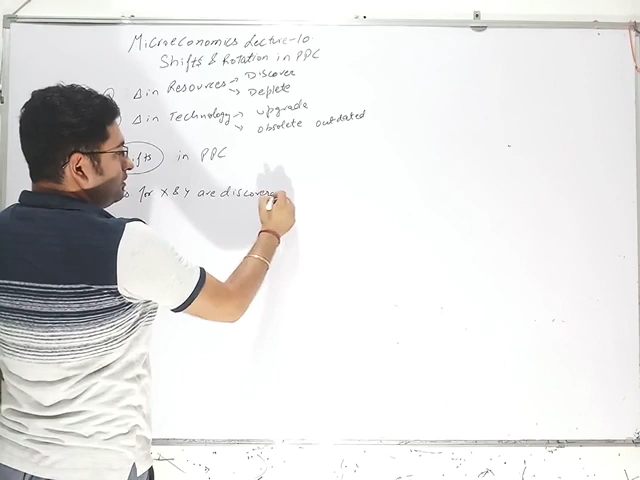 Microeconomics Lecture-10
Shifts & Rotation in PPC
Δ in Resources → Discover
→ Deplete
Δ in Technology → upgrade
→ obsolete outdated
in PPC
for X & Y are discovere